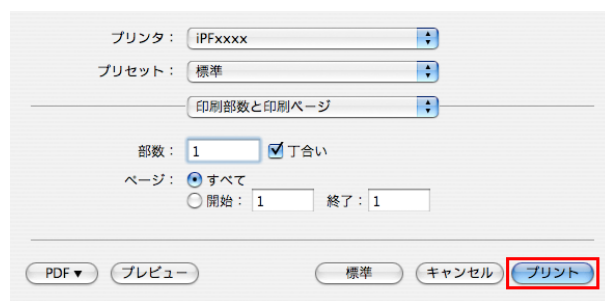 プリンタ： iPFxxxx
プリセット： 標準
印刷部数と印刷ページ
部数： 1 丁合い
ページ： すべて
開始： 1 終了： 1
PDF▼ プレビュー 標準 キャンセル プリント